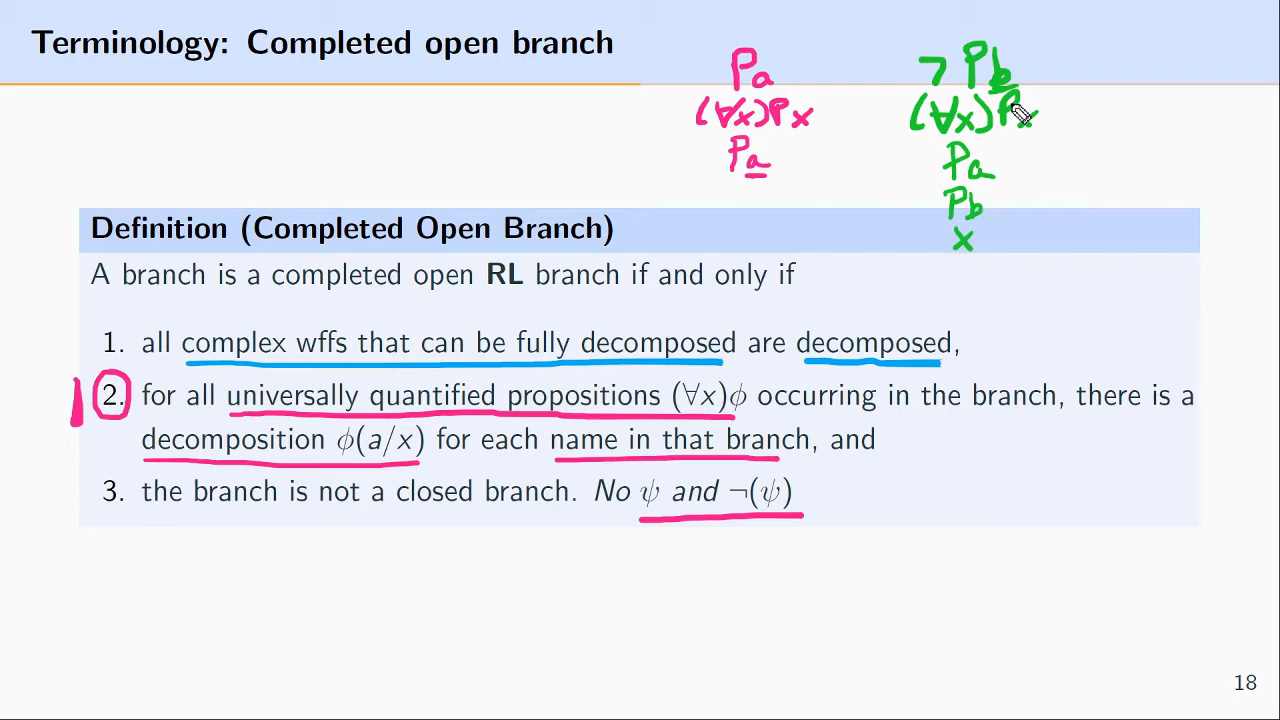 Terminology: Completed open branch
Pa
(∀x)Px
Pa
¬Pb
(∀x)Px
Pa
Pb
x
Definition (Completed Open Branch)
A branch is a completed open RL branch if and only if
1. all complex wffs that can be fully decomposed are decomposed,
2. for all universally quantified propositions (∀x)ϕ occurring in the branch, there is a
decomposition ϕ(a/x) for each name in that branch, and
3. the branch is not a closed branch. No ψ and ¬(ψ)
18